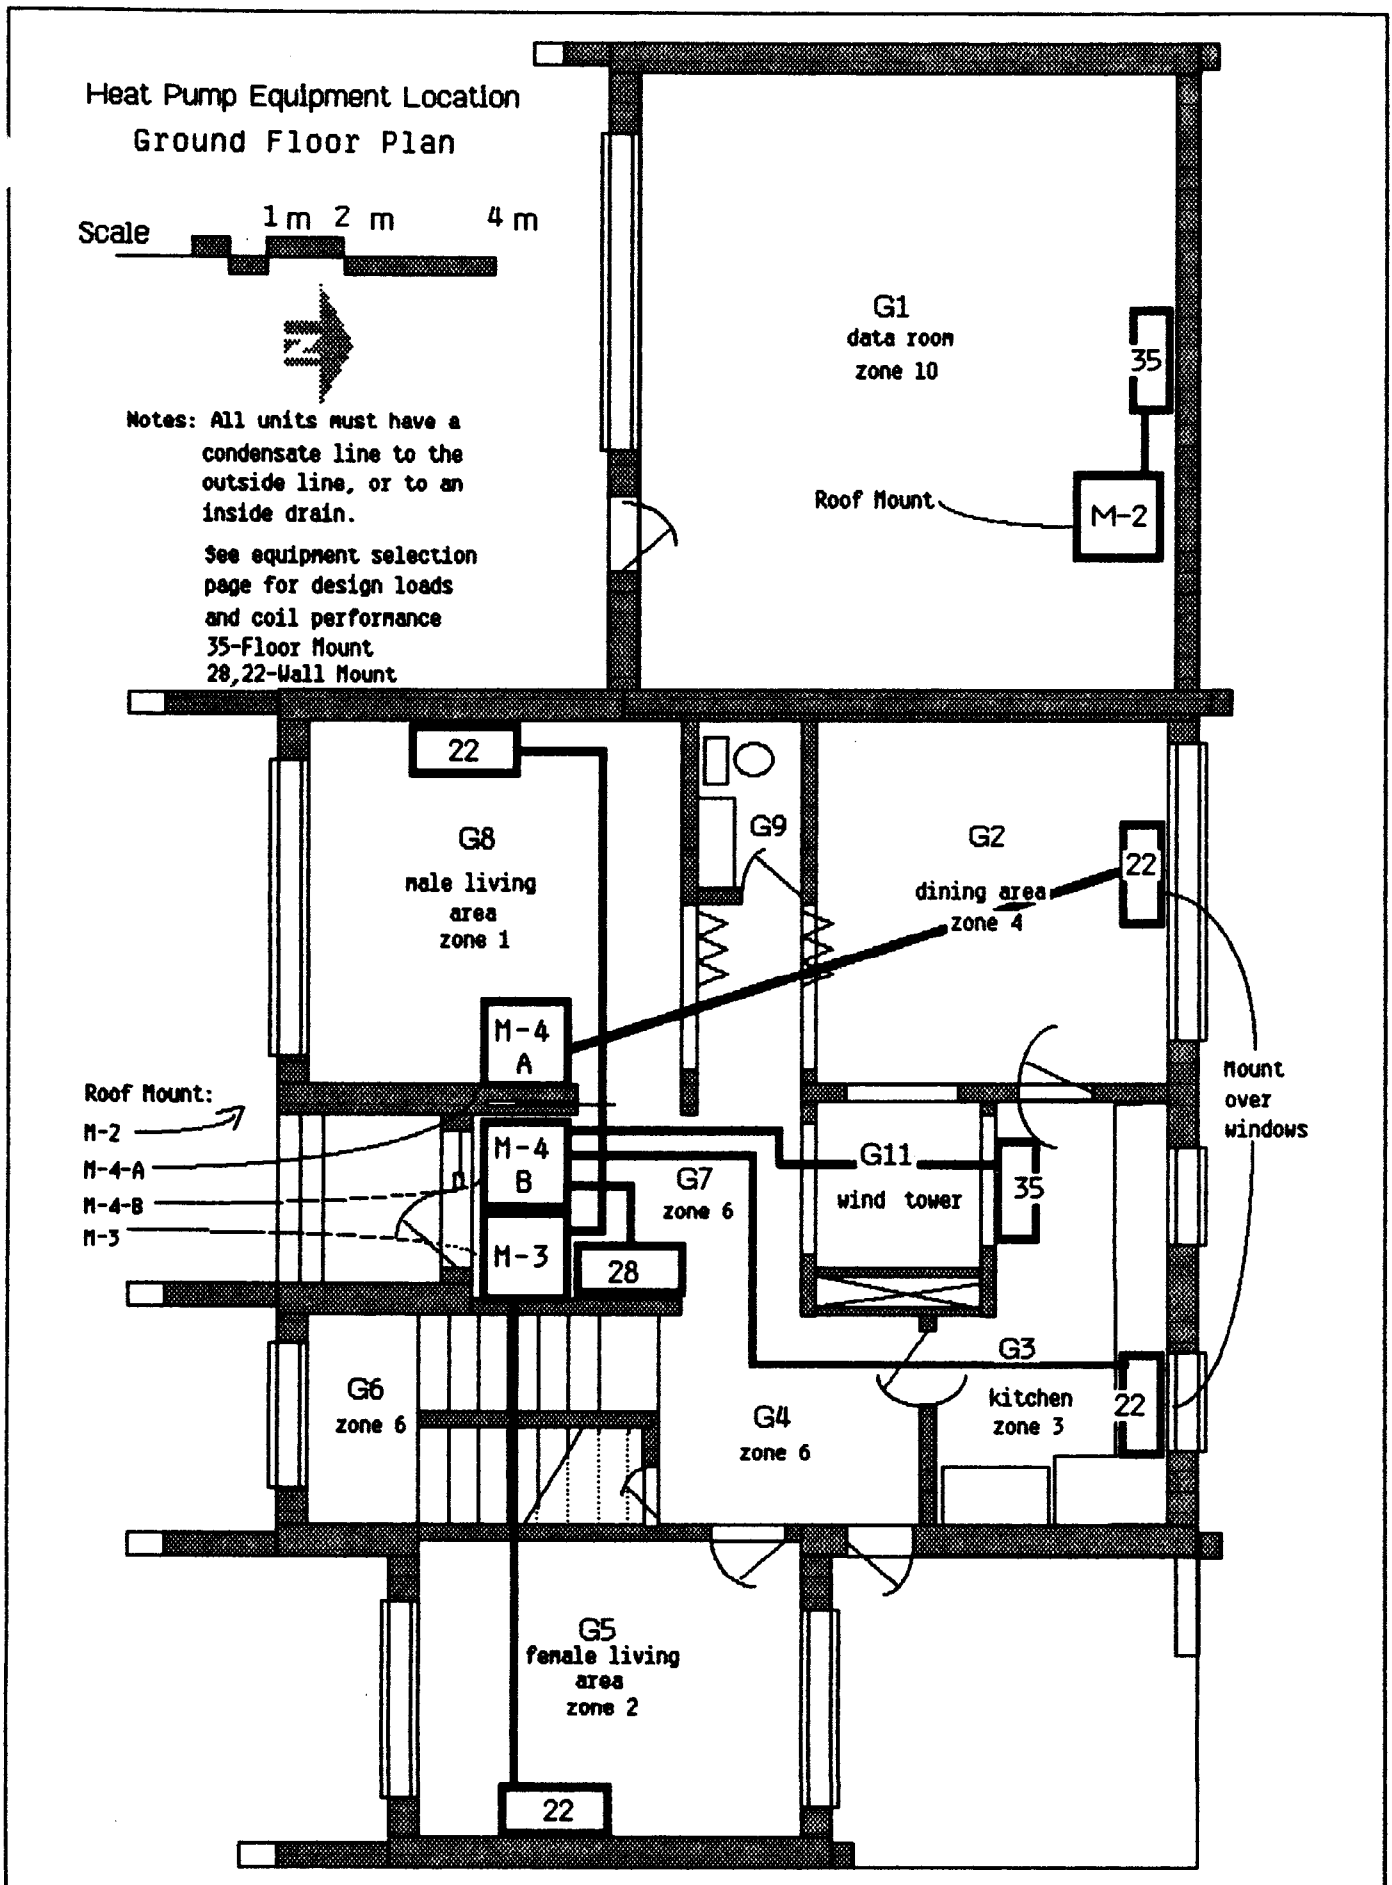 Heat Pump Equipment Location
Ground Floor Plan
Scale
1 m 2 m 4 m
N
Notes: All units must have a
condensate line to the
outside line, or to an
inside drain.
See equipment selection
page for design loads
and coil performance
35-Floor Mount
28,22-Wall Mount
G1
data room
zone 10
35
Roof Mount
M-2
22
G8
male living
area
zone 1
G9
G2
22
dining area
zone 4
M-4
A
Mount
over
windows
Roof Mount:
M-2
M-4-A
M-4-B
M-3
M-4
B
G7
zone 6
G11
wind tower
35
M-3
28
G6
zone 6
G4
zone 6
G3
kitchen
zone 3
22
G5
female living
area
zone 2
22